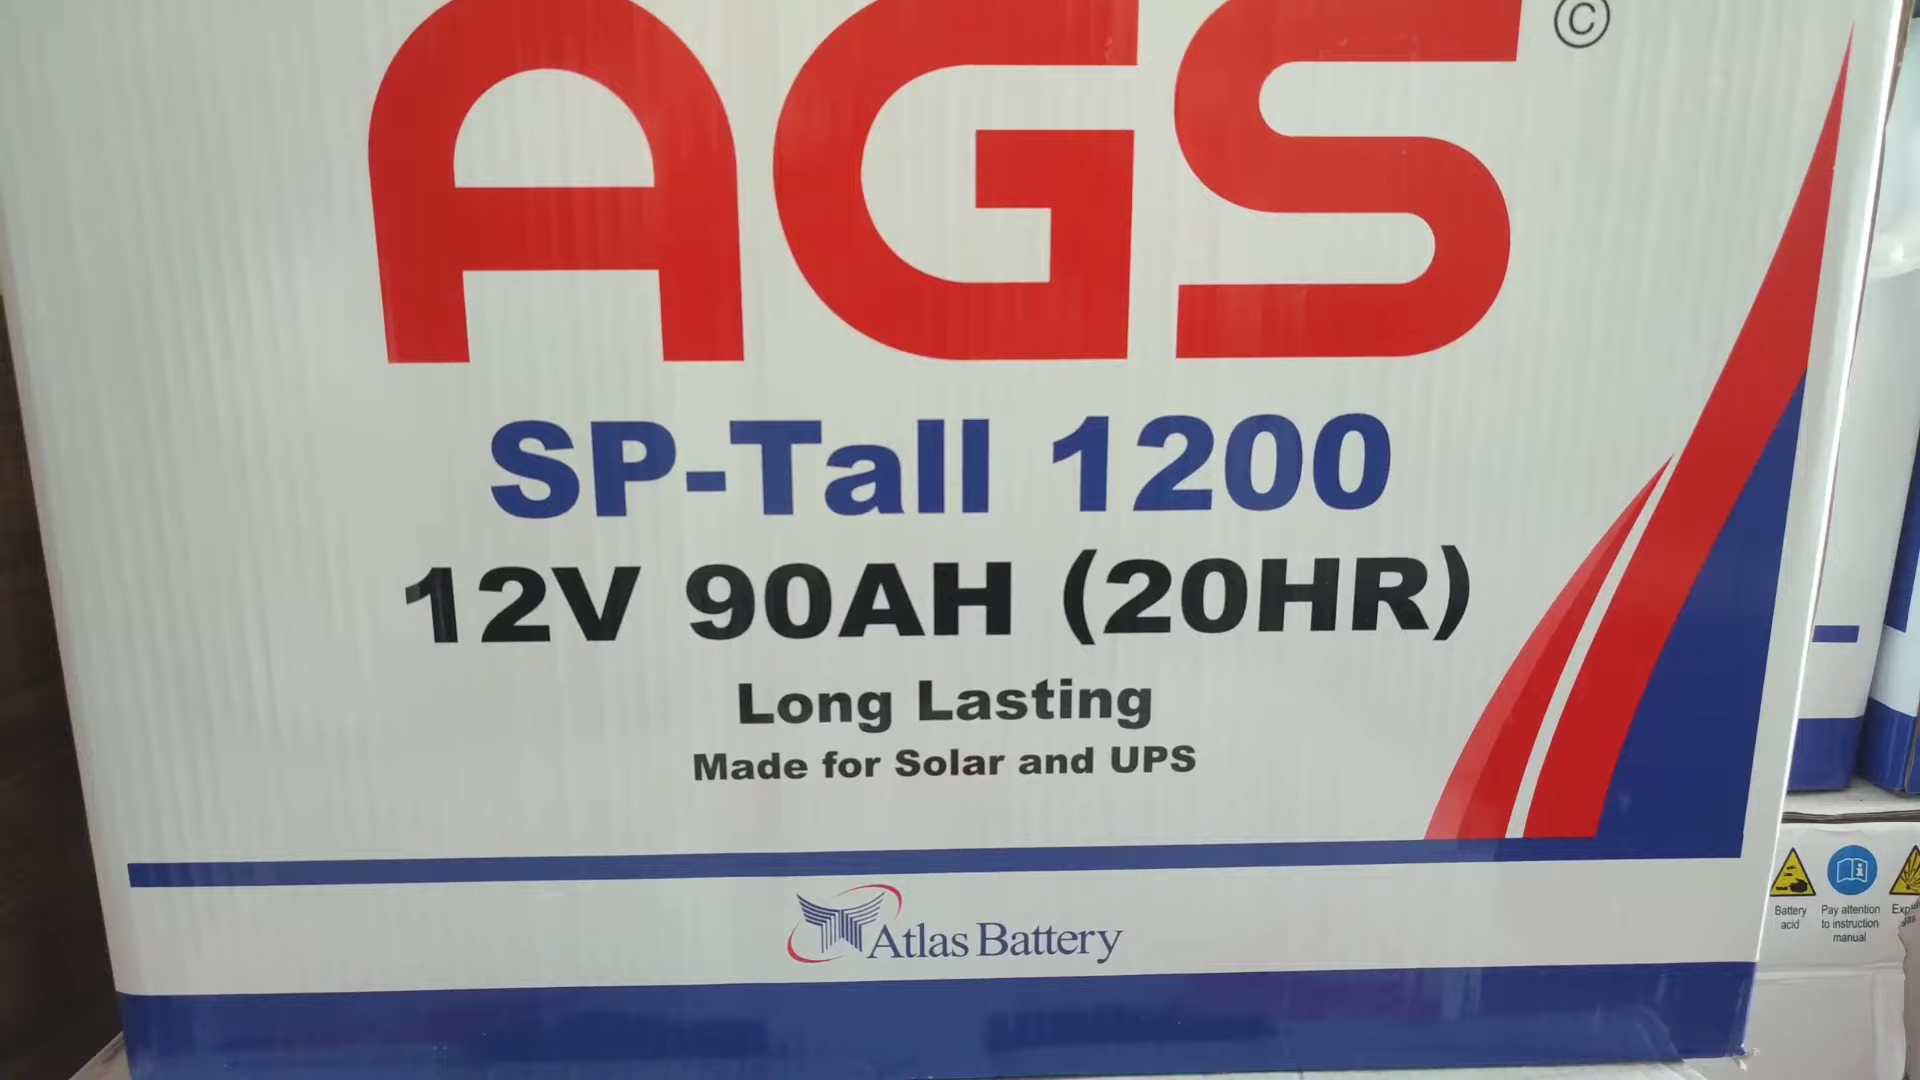 AGS ©
SP-Tall 1200
12V 90AH (20HR)
Long Lasting
Made for Solar and UPS
Atlas Battery
Battery acid
Pay attention to instruction manual